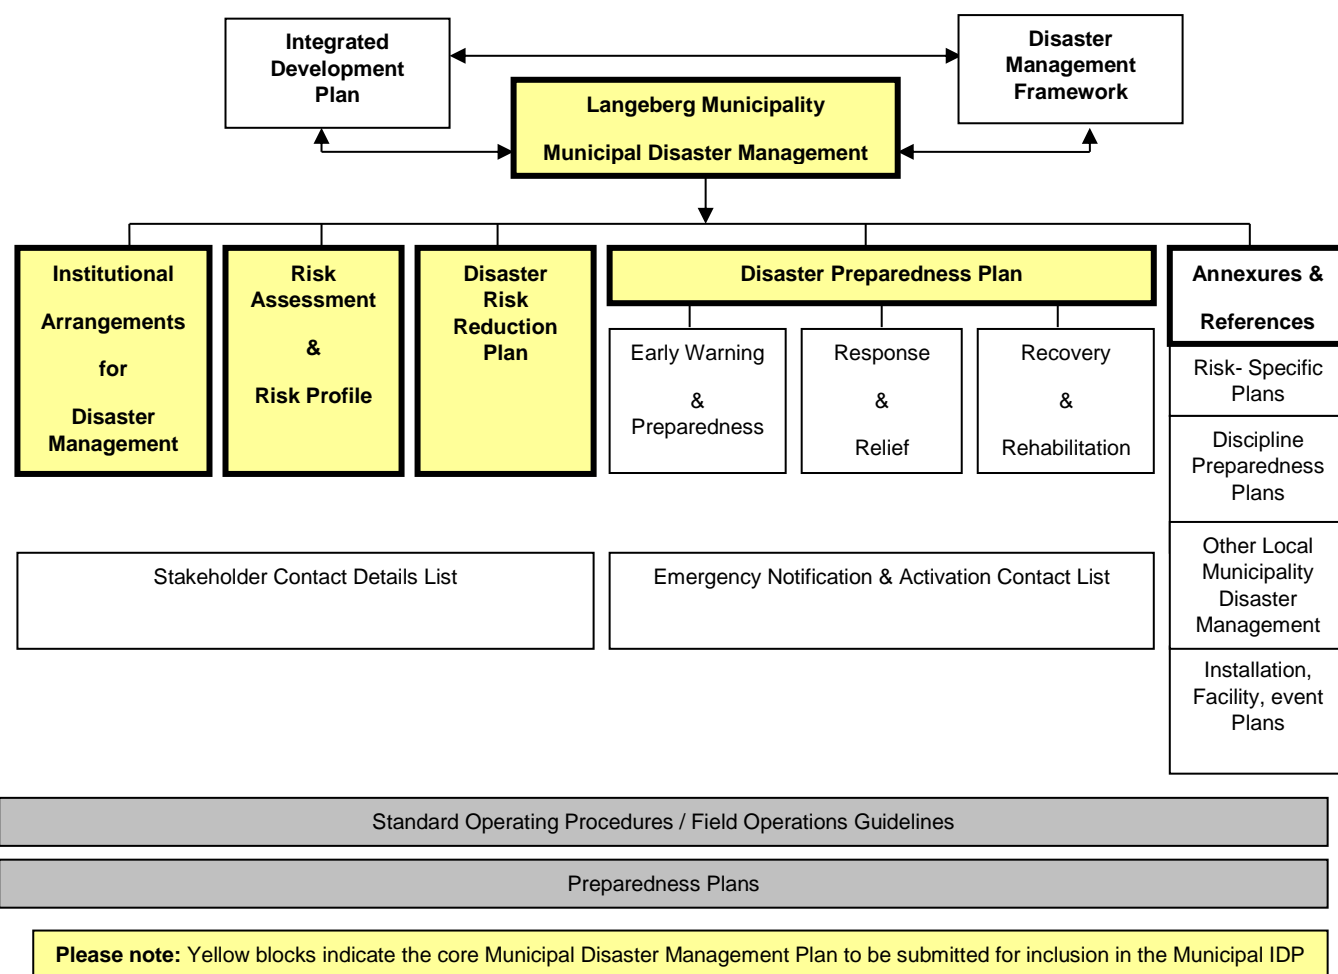 Integrated
Development
Plan
Disaster
Management
Framework
Langeberg Municipality
Municipal Disaster Management
Institutional
Arrangements
for
Disaster
Management
Risk
Assessment
&
Risk Profile
Disaster
Risk
Reduction
Plan
Disaster Preparedness Plan
Early Warning
&
Preparedness
Response
&
Relief
Recovery
&
Rehabilitation
Annexures &
References
Risk- Specific
Plans
Discipline
Preparedness
Plans
Other Local
Municipality
Disaster
Management
Installation,
Facility, event
Plans
Stakeholder Contact Details List
Emergency Notification & Activation Contact List
Standard Operating Procedures / Field Operations Guidelines
Preparedness Plans
Please note: Yellow blocks indicate the core Municipal Disaster Management Plan to be submitted for inclusion in the Municipal IDP